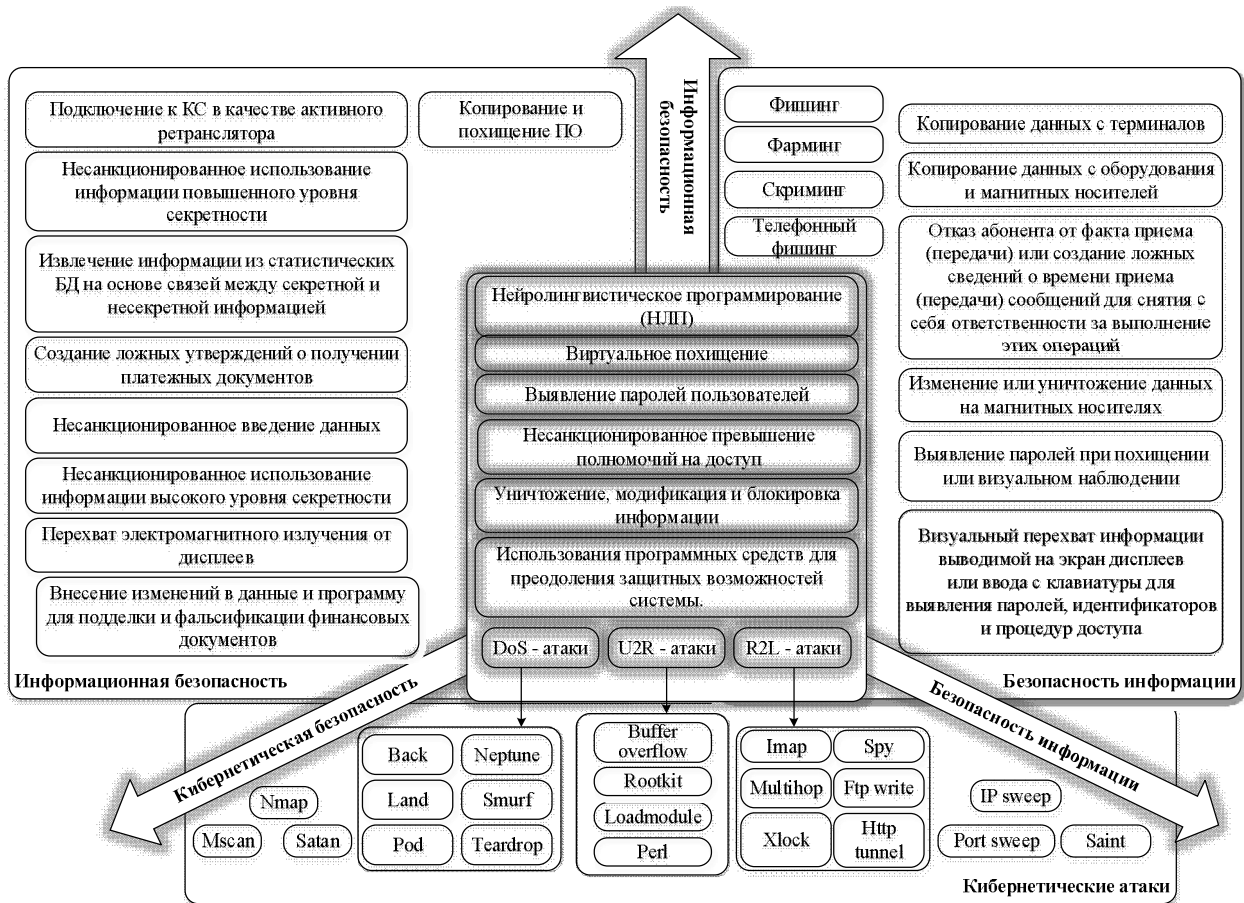 Информационная
безопасность
Подключение к КС в качестве активного
ретранслятора
Копирование и
похищение ПО
Несанкционированное использование
информации повышенного уровня
секретности
Извлечение информации из статистических
БД на основе связей между секретной и
несекретной информацией
Создание ложных утверждений о получении
платежных документов
Несанкционированное введение данных
Несанкционированное использование
информации высокого уровня секретности
Перехват электромагнитного излучения от
дисплеев
Внесение изменений в данные и программу
для подделки и фальсификации финансовых
документов
Информационная безопасность
Фишинг
Фарминг
Скриминг
Телефонный
фишинг
Копирование данных с терминалов
Копирование данных с оборудования
и магнитных носителей
Отказ абонента от факта приема
(передачи) или создание ложных
сведений о времени приема
(передачи) сообщений для снятия с
себя ответственности за выполнение
этих операций
Изменение или уничтожение данных
на магнитных носителях
Выявление паролей при похищении
или визуальном наблюдении
Визуальный перехват информации
выводимой на экран дисплеев
или ввода с клавиатуры для
выявления паролей, идентификаторов
и процедур доступа
Безопасность информации
Нейролингвистическое программирование
(НЛП)
Виртуальное похищение
Выявление паролей пользователей
Несанкционированное превышение
полномочий на доступ
Уничтожение, модификация и блокировка
информации
Использования программных средств для
преодоления защитных возможностей
системы.
DoS - атаки
U2R - атаки
R2L - атаки
Кибернетическая безопасность
Безопасность информации
Nmap
Mscan
Satan
Back
Neptune
Land
Smurf
Pod
Teardrop
Buffer
overflow
Rootkit
Loadmodule
Perl
Imap
Spy
Multihop
Ftp write
Xlock
Http
tunnel
IP sweep
Port sweep
Saint
Кибернетические атаки